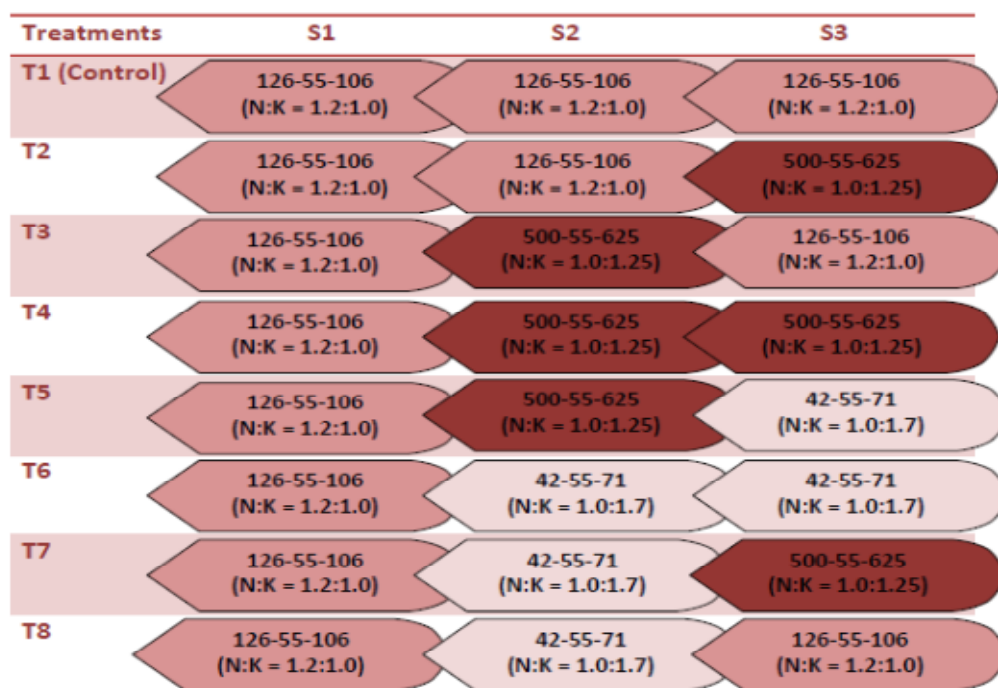 Treatments S1 S2 S3
T1 (Control) 126-55-106 126-55-106 126-55-106
(N:K = 1.2:1.0) (N:K = 1.2:1.0) (N:K = 1.2:1.0)
T2 126-55-106 126-55-106 500-55-625
(N:K = 1.2:1.0) (N:K = 1.2:1.0) (N:K = 1.0:1.25)
T3 126-55-106 500-55-625 126-55-106
(N:K = 1.2:1.0) (N:K = 1.0:1.25) (N:K = 1.2:1.0)
T4 126-55-106 500-55-625 500-55-625
(N:K = 1.2:1.0) (N:K = 1.0:1.25) (N:K = 1.0:1.25)
T5 126-55-106 500-55-625 42-55-71
(N:K = 1.2:1.0) (N:K = 1.0:1.25) (N:K = 1.0:1.7)
T6 126-55-106 42-55-71 42-55-71
(N:K = 1.2:1.0) (N:K = 1.0:1.7) (N:K = 1.0:1.7)
T7 126-55-106 42-55-71 500-55-625
(N:K = 1.2:1.0) (N:K = 1.0:1.7) (N:K = 1.0:1.25)
T8 126-55-106 42-55-71 126-55-106
(N:K = 1.2:1.0) (N:K = 1.0:1.7) (N:K = 1.2:1.0)